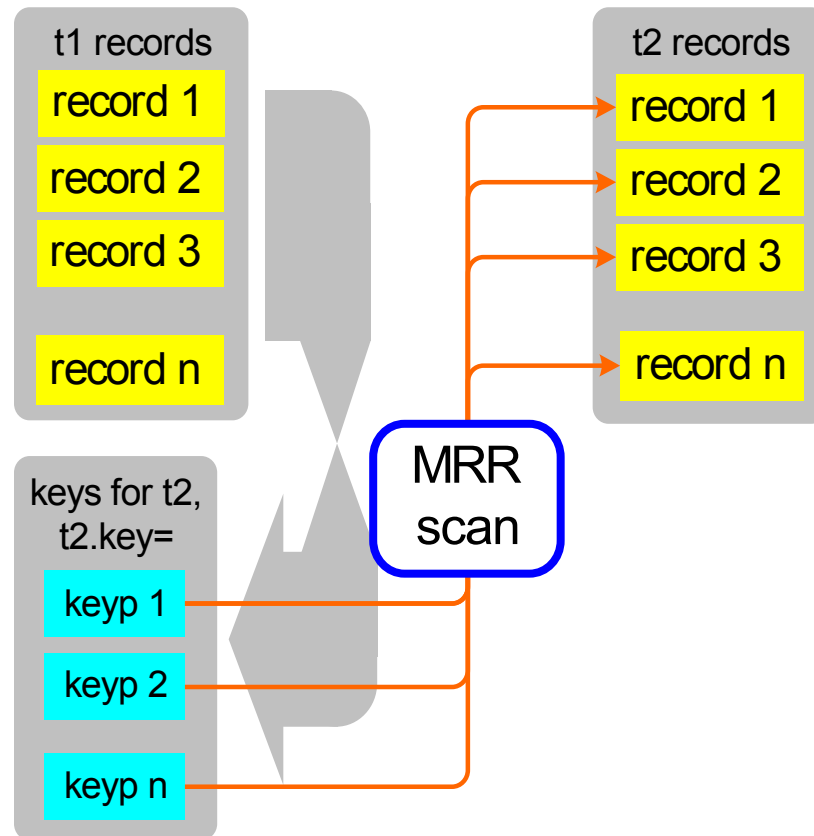 t1 records
record 1
record 2
record 3
record n
keys for t2,
t2.key=
keyp 1
keyp 2
keyp n
MRR
scan
t2 records
record 1
record 2
record 3
record n